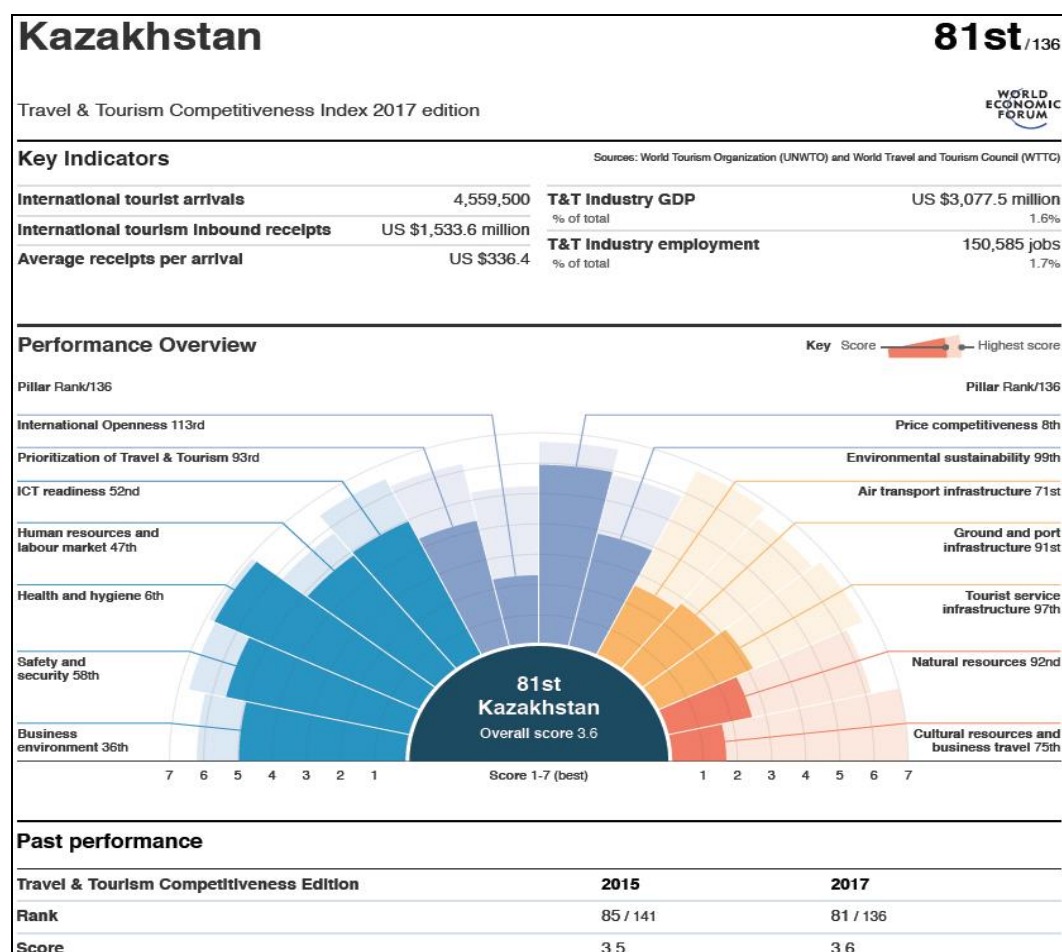 Kazakhstan
81st /136
Travel & Tourism Competitiveness Index 2017 edition
WORLD
ECONOMIC
FORUM
Key Indicators
Sources: World Tourism Organization (UNWTO) and World Travel and Tourism Council (WTTC)
International tourist arrivals 4,559,500
International tourism inbound receipts US $1,533.6 million
Average receipts per arrival US $336.4
T&T industry GDP US $3,077.5 million
% of total 1.6%
T&T industry employment 150,585 jobs
% of total 1.7%
Performance Overview
Key Score Highest score
Pillar Rank/136
Pillar Rank/136
International Openness 113rd
Prioritization of Travel & Tourism 93rd
ICT readiness 52nd
Human resources and
labour market 47th
Health and hygiene 6th
Safety and
security 58th
Business
environment 36th
Price competitiveness 8th
Environmental sustainability 99th
Air transport infrastructure 71st
Ground and port
infrastructure 91st
Tourist service
infrastructure 97th
Natural resources 92nd
Cultural resources and
business travel 75th
81st
Kazakhstan
Overall score 3.6
7 6 5 4 3 2 1 Score 1-7 (best) 1 2 3 4 5 6 7
Past performance
Travel & Tourism Competitiveness Edition 2015 2017
Rank 85 / 141 81 / 136
Score 3.5 3.6